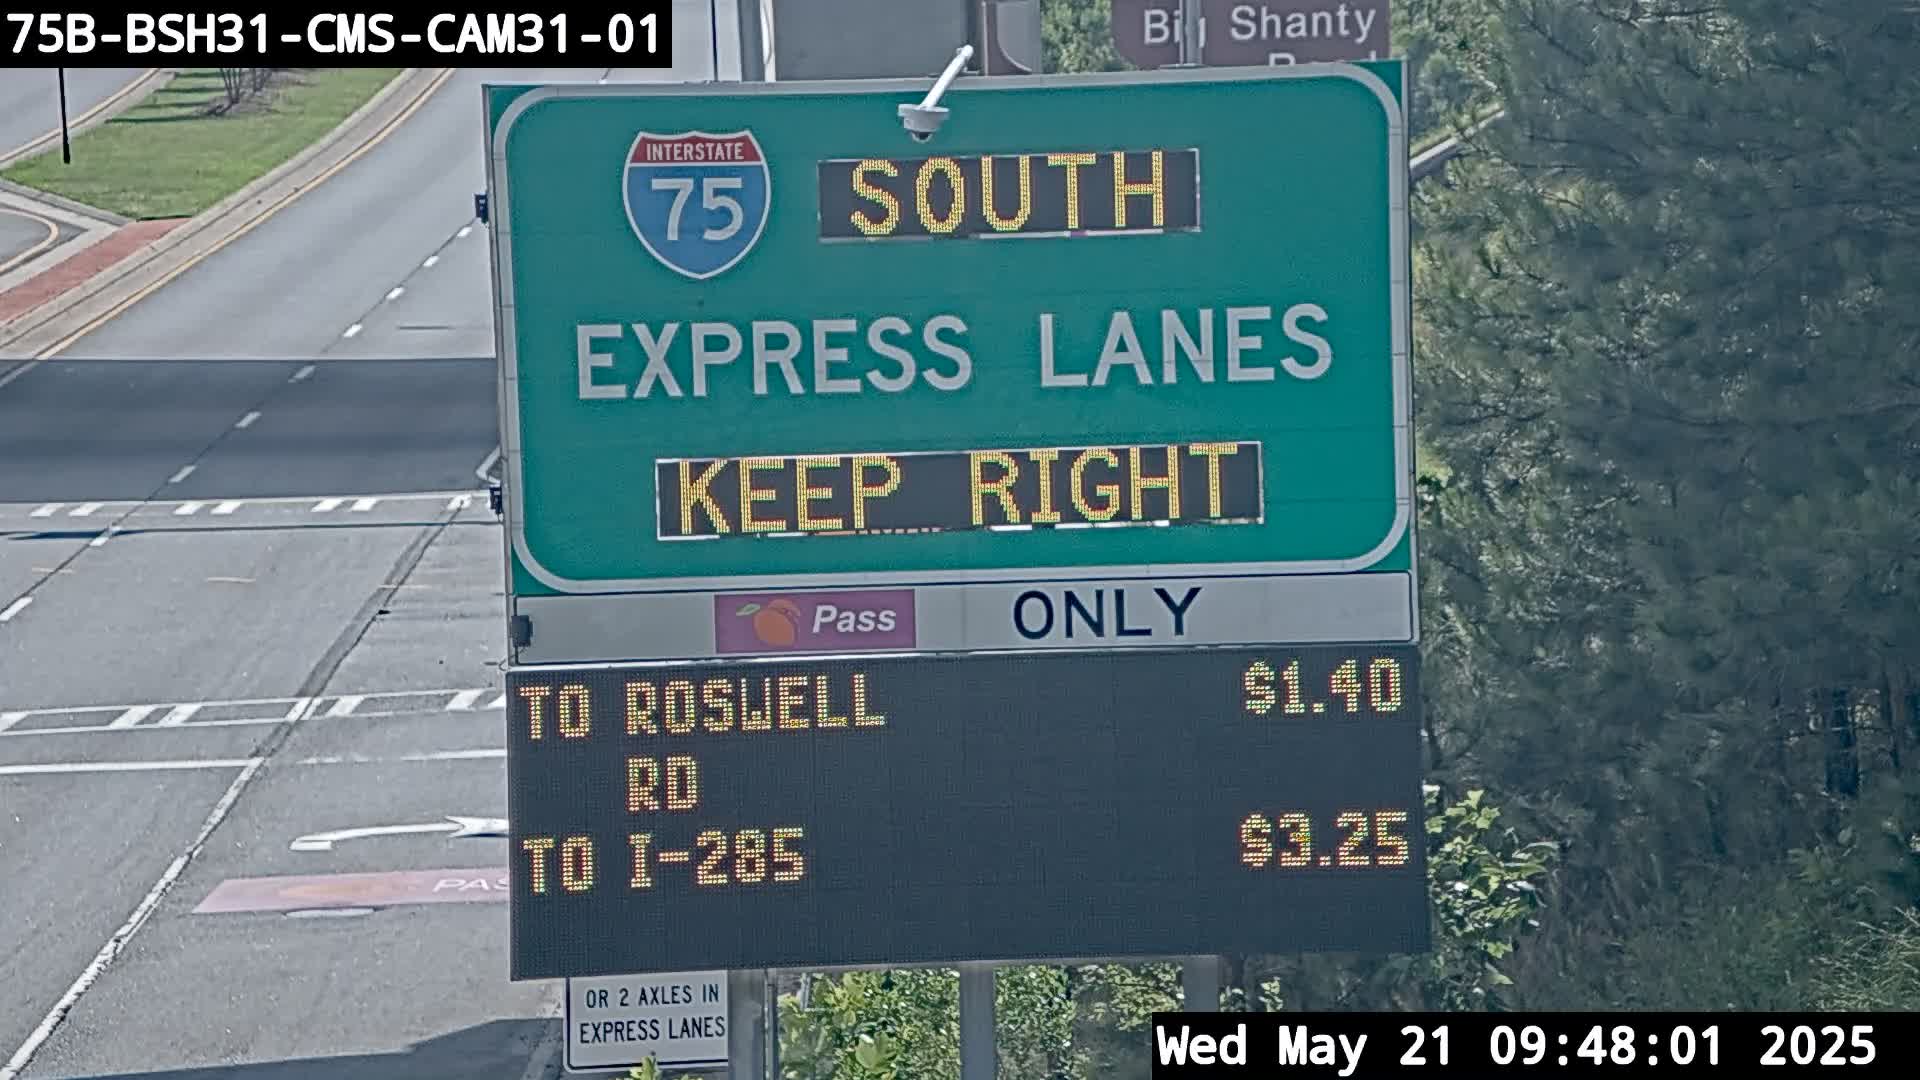 75B-BSH31-CMS-CAM31-01
Big Shanty
INTERSTATE
75
SOUTH
EXPRESS LANES
KEEP RIGHT
Pass
ONLY
TO ROSWELL $1.40
RD
TO I-285 $3.25
OR 2 AXLES IN
EXPRESS LANES
Wed May 21 09:48:01 2025